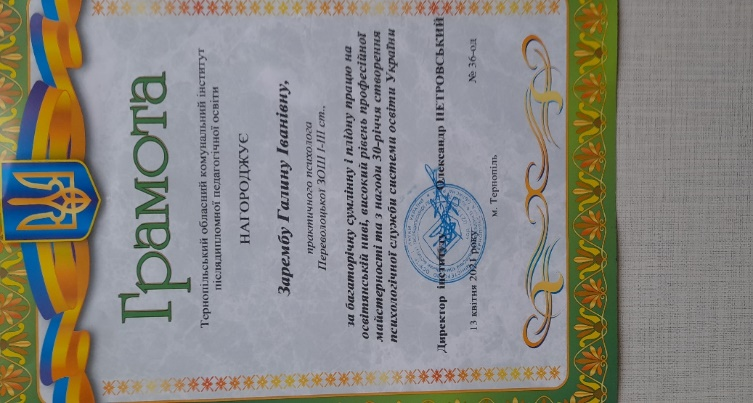 Грамота
Тернопільський обласний комунальний інститут
післядипломної педагогічної освіти
НАГОРОДЖУЄ
Зарембу Галину Іванівну,
практичного психолога
Переволоцької ЗОШ І-ІІІ ст.,
за багаторічну сумлінну і плідну працю на
освітянській ниві, високий рівень професійної
майстерності та з нагоди 30-річчя створення
психологічної служби системи освіти України
Директор інституту Олександр ПЕТРОВСЬКИЙ
13 квітня 2021 року № 36-од
м. Тернопіль